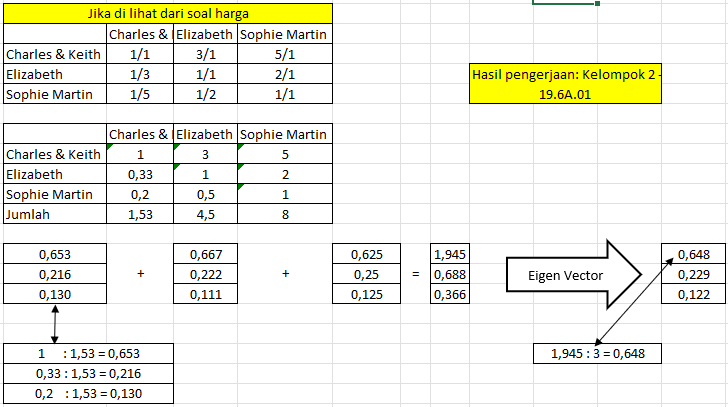 Jika di lihat dari soal harga
Charles & Elizabeth Sophie Martin
Charles & Keith 1/1 3/1 5/1
Elizabeth 1/3 1/1 2/1
Sophie Martin 1/5 1/2 1/1
Hasil pengerjaan: Kelompok 2 -
19.6A.01
Charles & Elizabeth Sophie Martin
Charles & Keith 1 3 5
Elizabeth 0,33 1 2
Sophie Martin 0,2 0,5 1
Jumlah 1,53 4,5 8
0,653 0,667 0,625 1,945 0,648
0,216 + 0,222 + 0,25 = 0,688 Eigen Vector 0,229
0,130 0,111 0,125 0,366 0,122
1 : 1,53 = 0,653 1,945 : 3 = 0,648
0,33 : 1,53 = 0,216
0,2 : 1,53 = 0,130